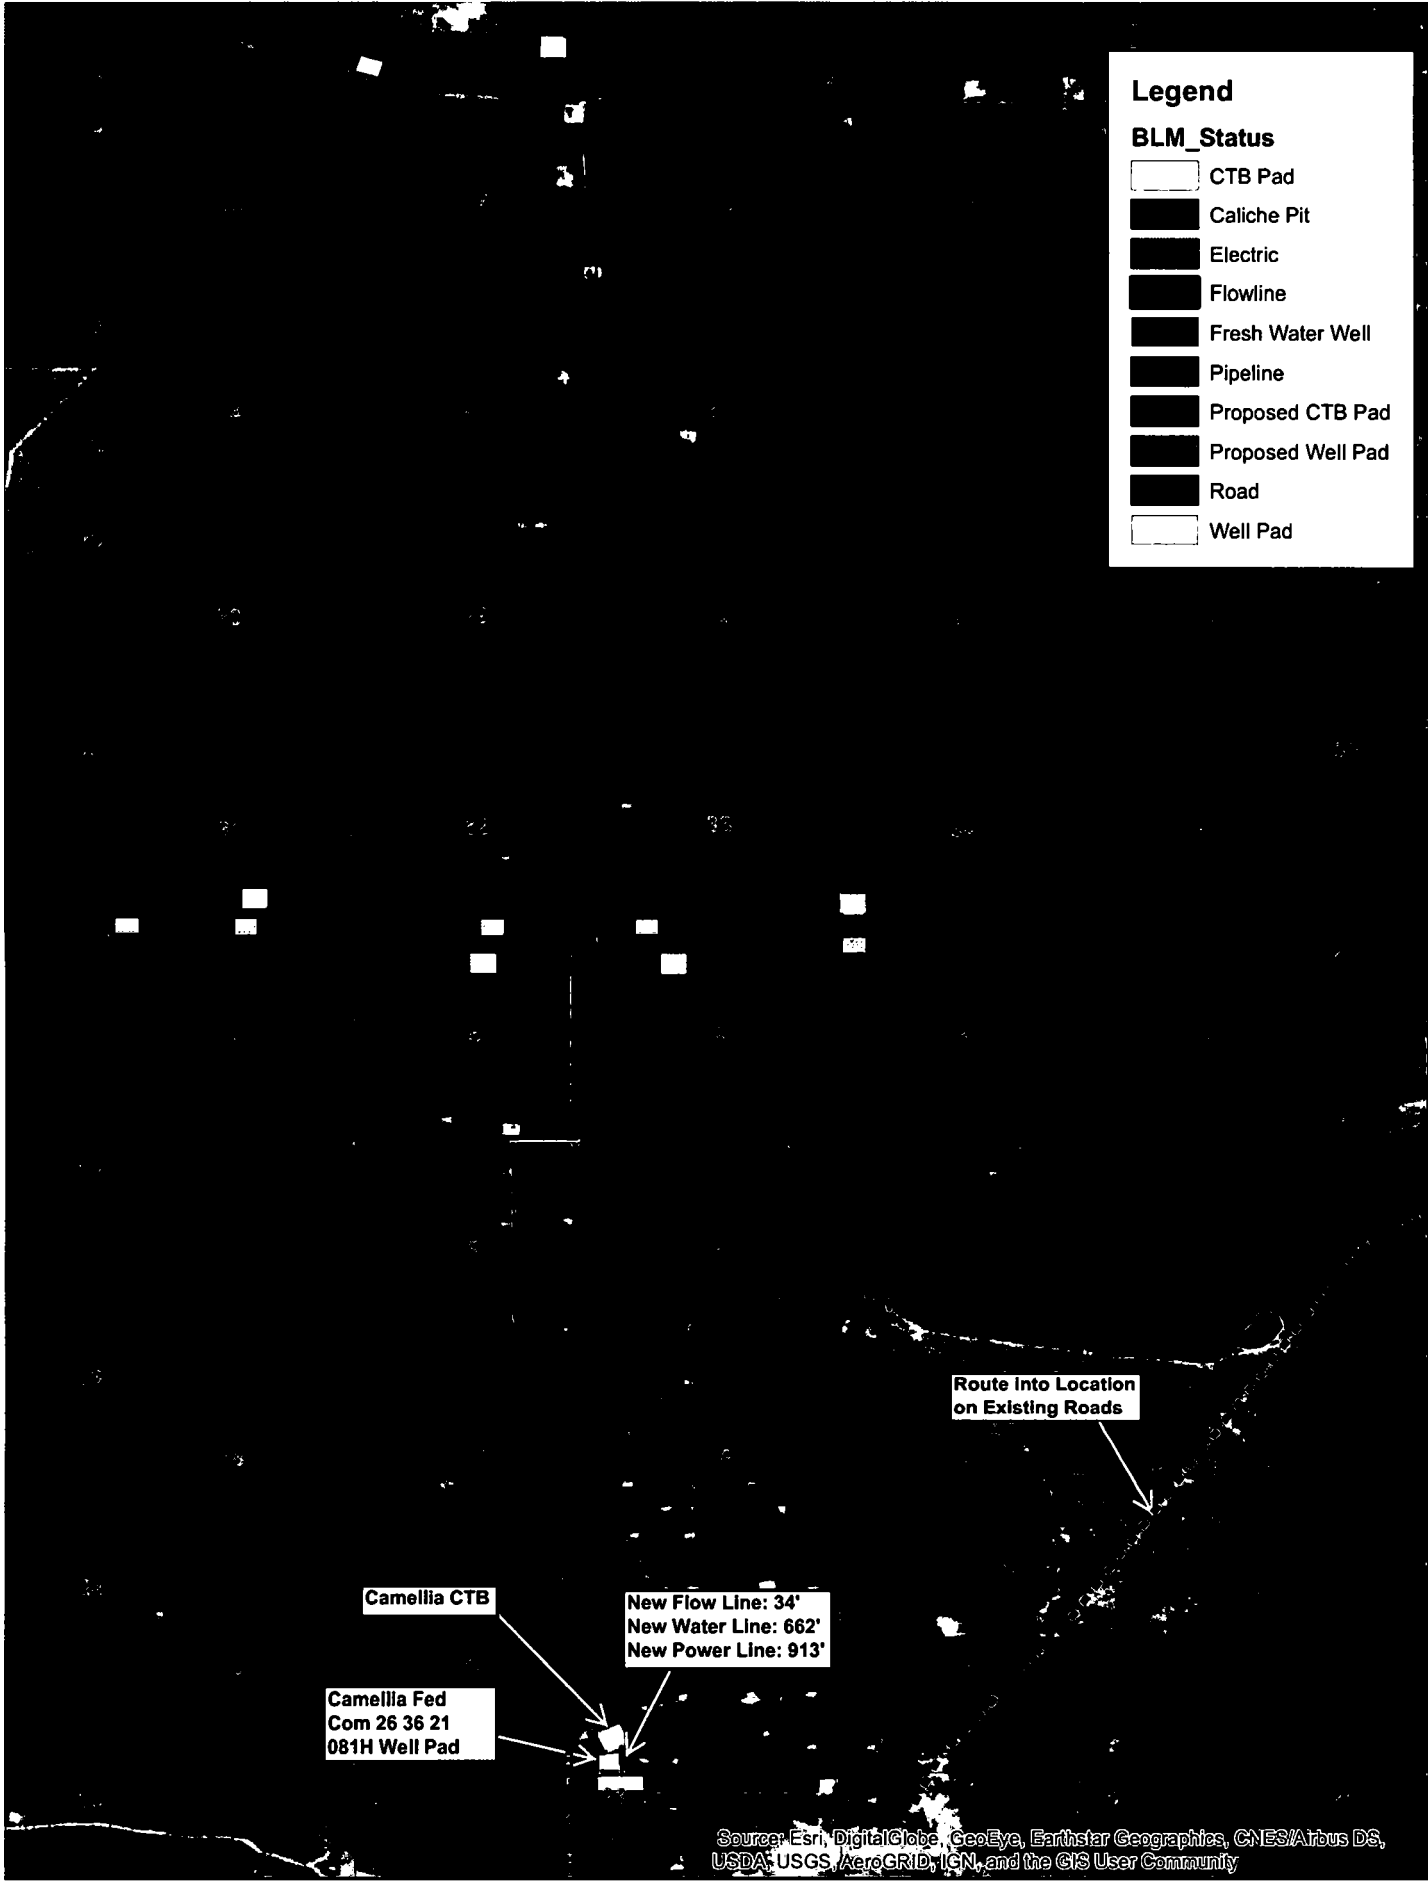 Legend
BLM_Status
CTB Pad
Caliche Pit
Electric
Flowline
Fresh Water Well
Pipeline
Proposed CTB Pad
Proposed Well Pad
Road
Well Pad
33
Route into Location
on Existing Roads
Camellia CTB
New Flow Line: 34'
New Water Line: 662'
New Power Line: 913'
Camellia Fed
Com 26 36 21
081H Well Pad
Source: Esri, DigitalGlobe, GeoEye, Earthstar Geographics, CNES/Airbus DS,
USDA, USGS, AeroGRID, IGN, and the GIS User Community